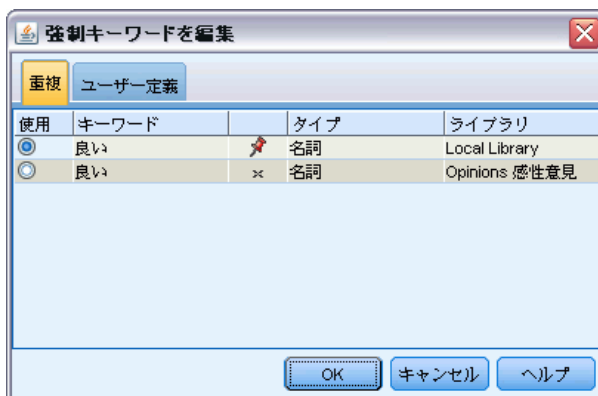 強制キーワードを編集
重複 ユーザー定義
使用 キーワード タイプ ライブラリ
良い 名詞 Local Library
良い 名詞 Opinions 感性意見
OK キャンセル ヘルプ